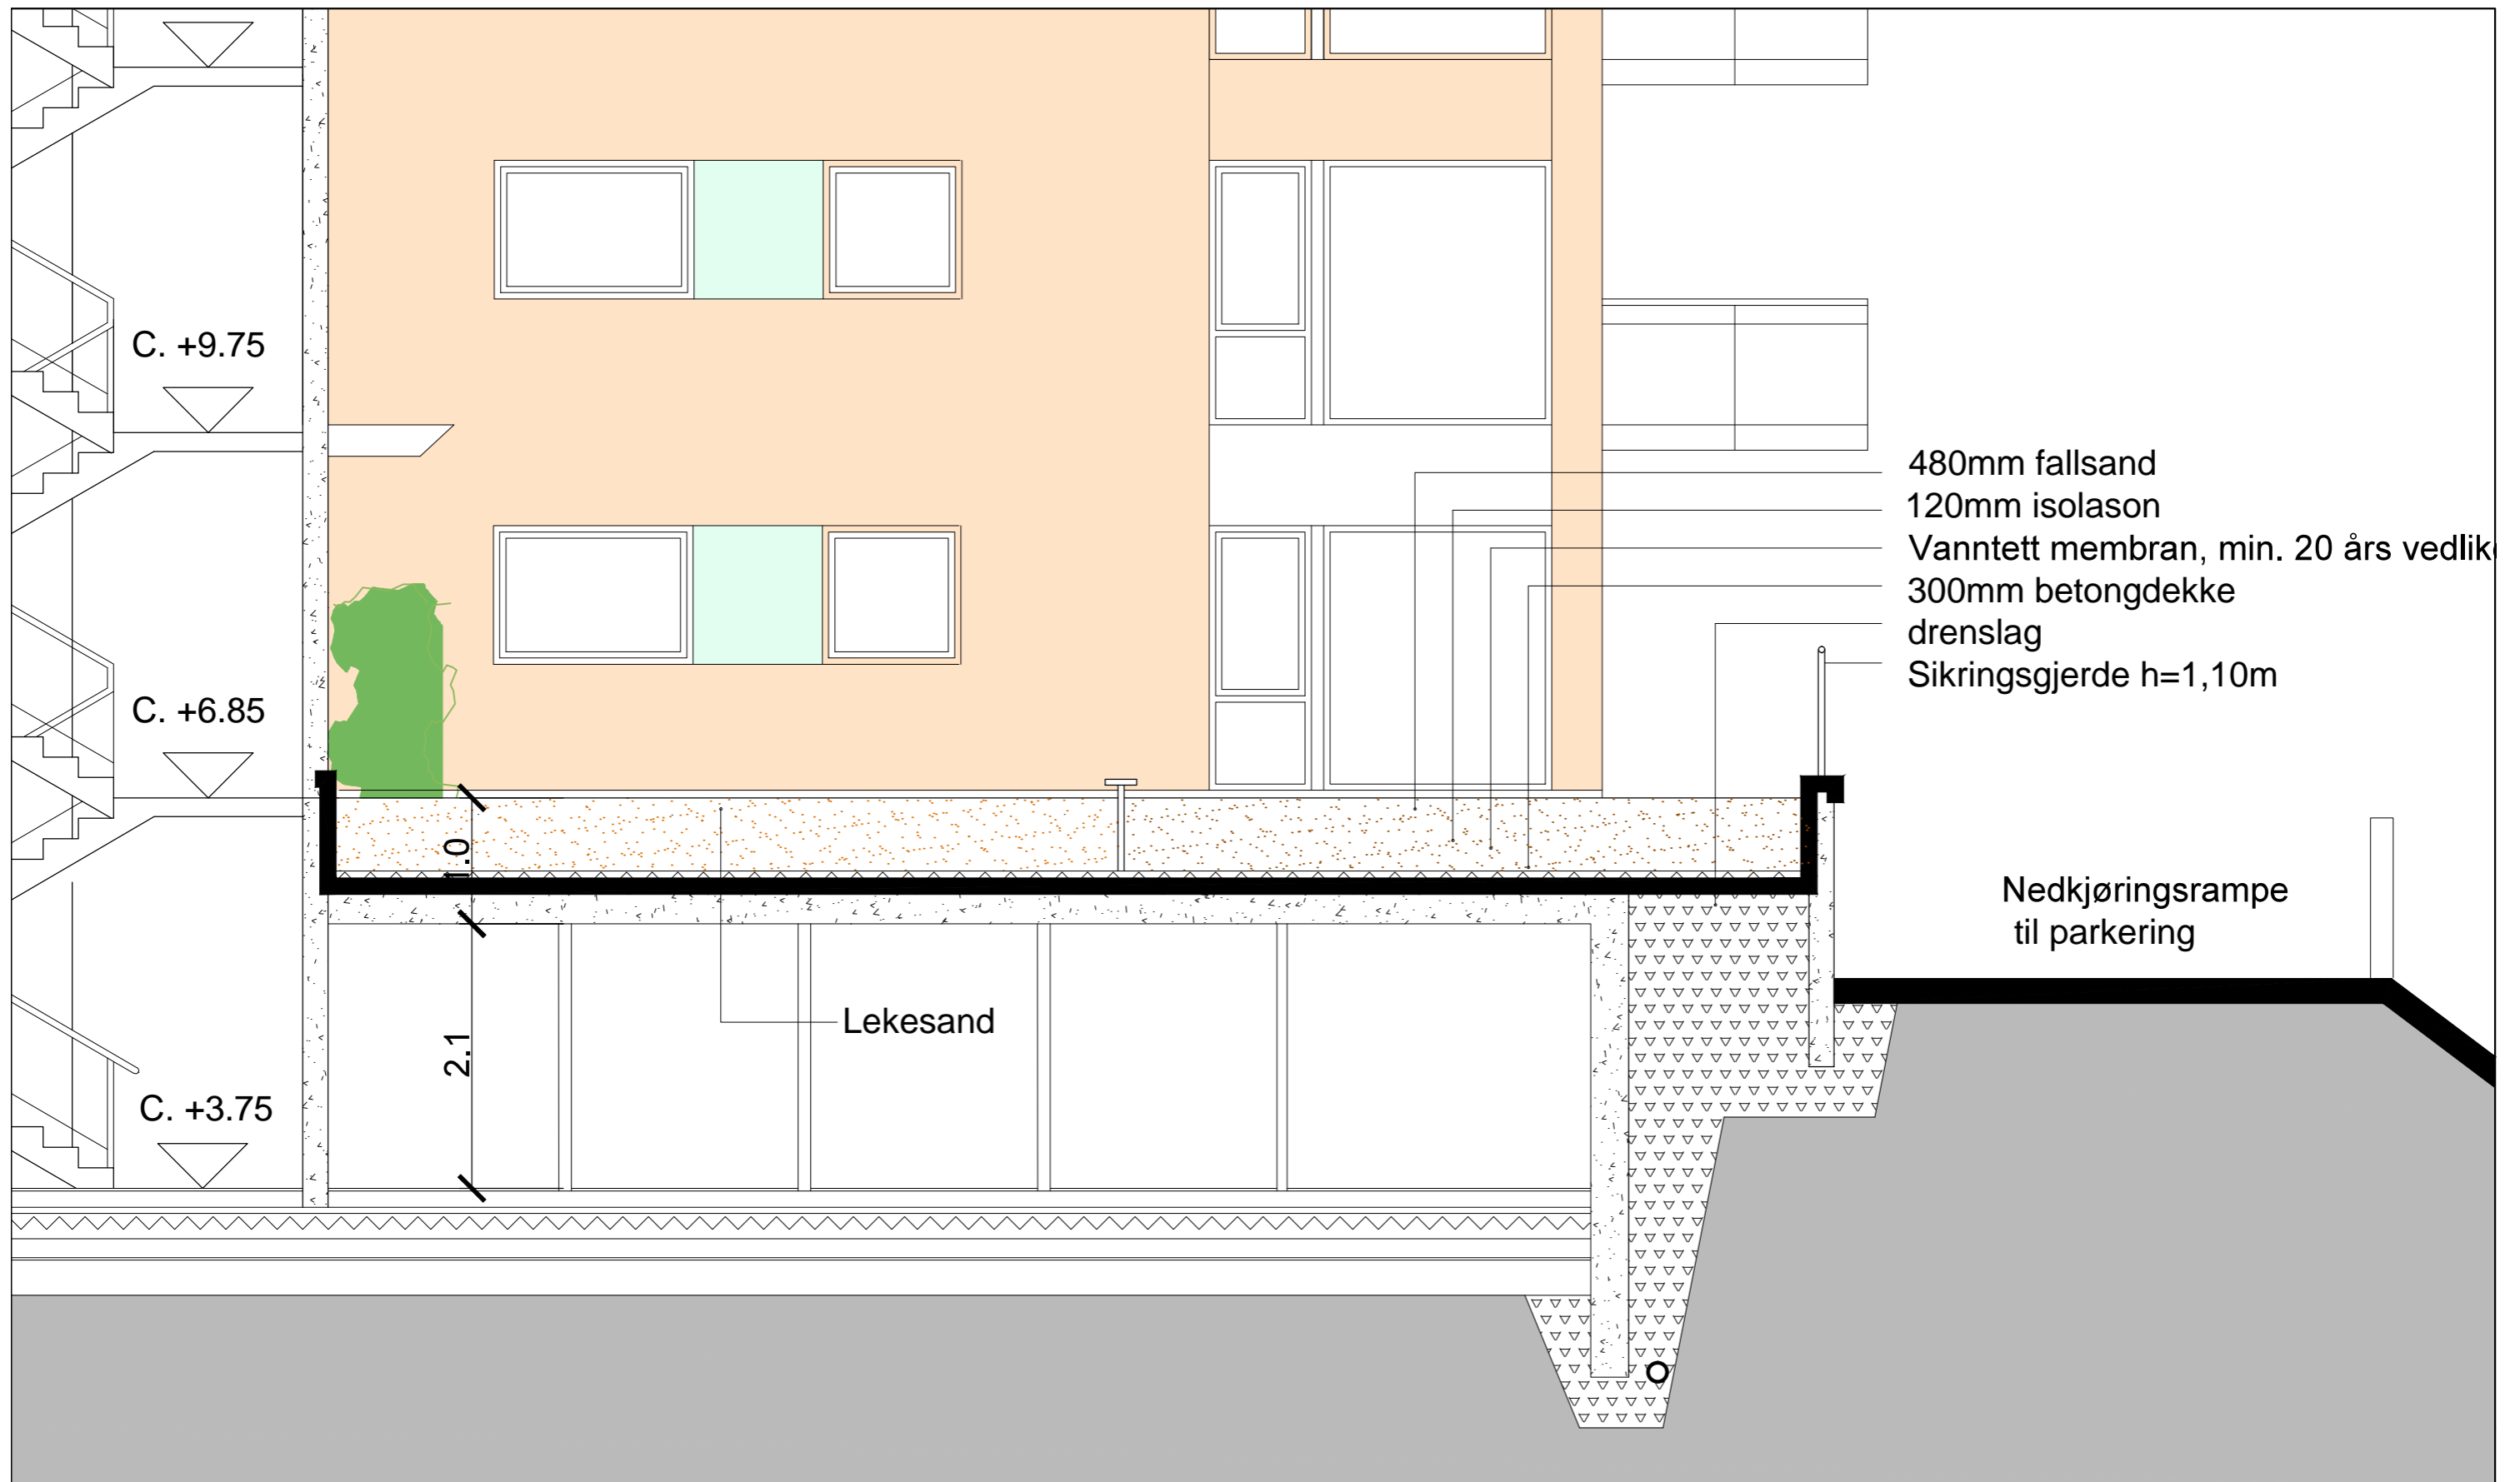 C. +9.75
480mm fallsand
120mm isolason
Vanntett membran, min. 20 års
300mm betongdekke
drenslag
Sikringsgjerde h=1,10m
C. +6.85
1.0
Nedkjøringsrampe
til parkering
Lekesand
2.1
C. +3.75